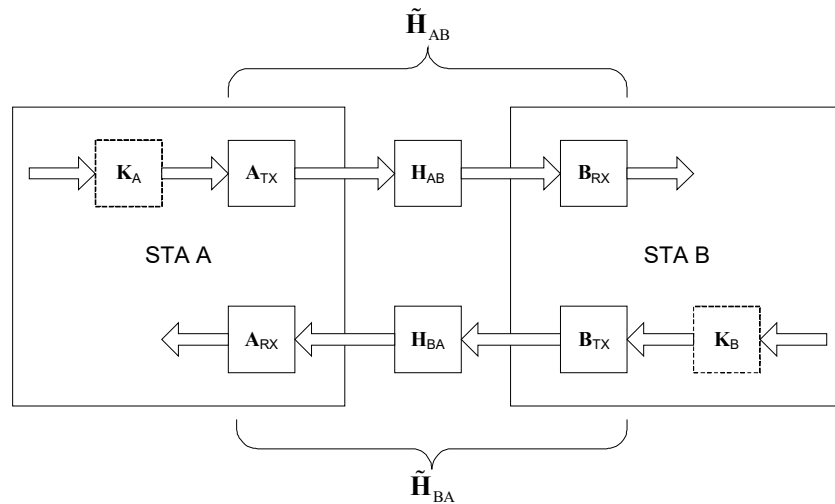 H̃AB
KA
ATX
HAB
BRX
STA A
STA B
ARX
HBA
BTX
KB
H̃BA